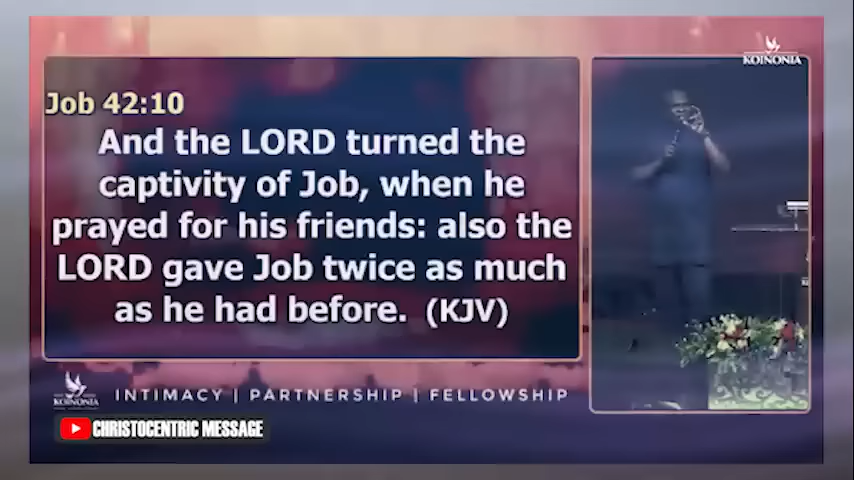 KOINONIA
Job 42:10
And the LORD turned the
captivity of Job, when he
prayed for his friends: also the
LORD gave Job twice as much
as he had before. (KJV)
KOINONIA
INTIMACY | PARTNERSHIP | FELLOWSHIP
CHRISTOCENTRIC MESSAGE